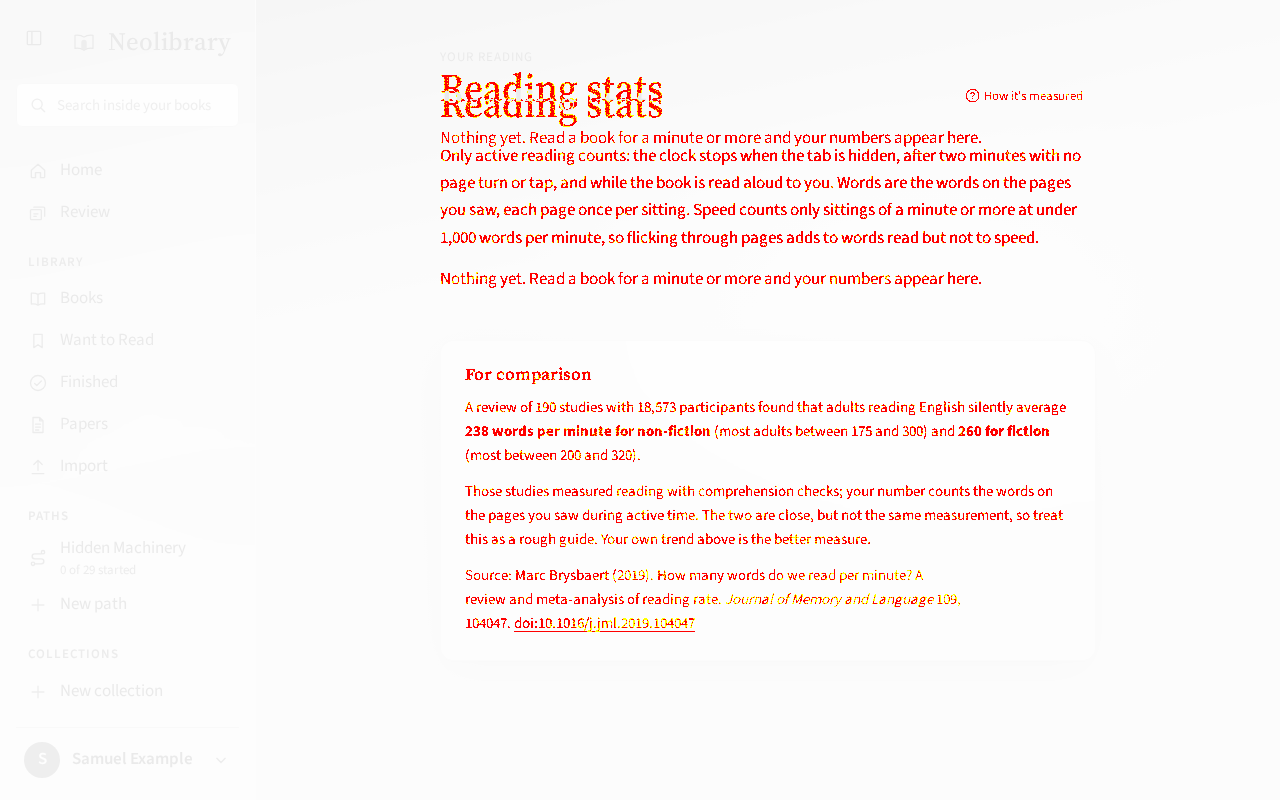 Neolibrary
Search inside your books
Home
Review
LIBRARY
Books
Want to Read
Finished
Papers
Import
PATHS
Hidden Machinery
0 of 29 started
New path
COLLECTIONS
New collection
S
Samuel Example
YOUR READING
Reading stats
Reading stats
How it's measured
Nothing yet. Read a book for a minute or more and your numbers appear here.
Only active reading counts: the clock stops when the tab is hidden, after two minutes with no
page turn or tap, and while the book is read aloud to you. Words are the words on the pages
you saw, each page once per sitting. Speed counts only sittings of a minute or more at under
1,000 words per minute, so flicking through pages adds to words read but not to speed.
Nothing yet. Read a book for a minute or more and your numbers appear here.
For comparison
A review of 190 studies with 18,573 participants found that adults reading English silently average
238 words per minute for non-fiction (most adults between 175 and 300) and 260 for fiction
(most between 200 and 320).
Those studies measured reading with comprehension checks; your number counts the words on
the pages you saw during active time. The two are close, but not the same measurement, so treat
this as a rough guide. Your own trend above is the better measure.
Source: Marc Brysbaert (2019). How many words do we read per minute? A
review and meta-analysis of reading rate. Journal of Memory and Language 109.
104047. doi:10.1016/j.jml.2019.104047